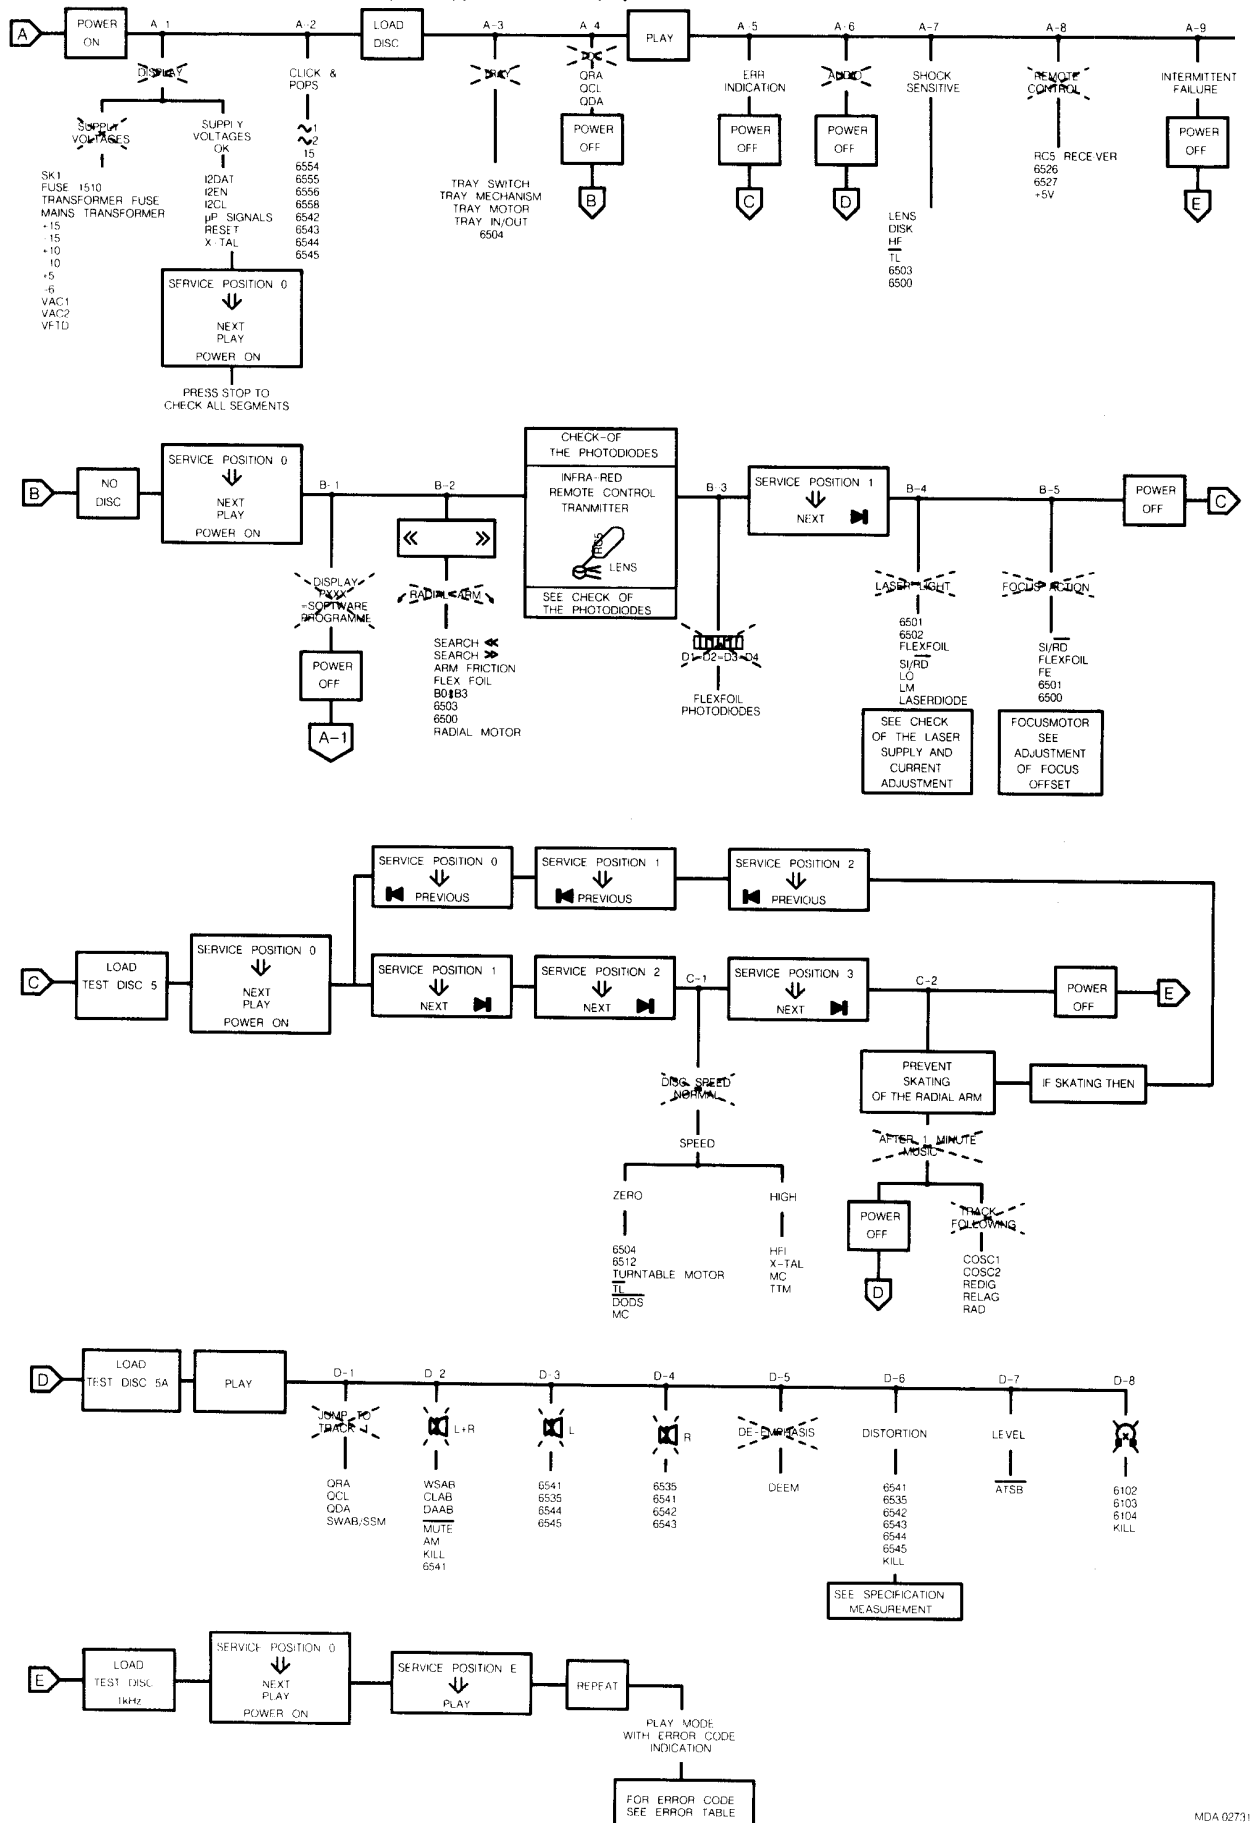 A
POWER
ON
A-1
A-2
LOAD
DISC
A-3
A-4
PLAY
A-5
A-6
A-7
A-8
A-9
DISPLAY
SUPPLY
VOLTAGES
SK1
FUSE 1510
TRANSFORMER FUSE
MAINS TRANSFORMER
+15
-15
+10
-10
+5
-6
VAC1
VAC2
VFTD
SUPPLY
VOLTAGES
OK
I2DAT
I2EN
I2CL
µP SIGNALS
RESET
X-TAL
SERVICE POSITION 0
NEXT
PLAY
POWER ON
PRESS STOP TO
CHECK ALL SEGMENTS
CLICK &
POPS
~1
~2
15
6554
6555
6556
6558
6542
6543
6544
6545
TRAY
TRAY SWITCH
TRAY MECHANISM
TRAY MOTOR
TRAY IN/OUT
6504
QRA
QCL
QDA
POWER
OFF
B
ERR
INDICATION
POWER
OFF
C
AUDIO
POWER
OFF
D
SHOCK
SENSITIVE
LENS
DISK
HF
TL
6503
6500
REMOTE
CONTROL
RC5 RECEIVER
6526
6527
+5V
INTERMITTENT
FAILURE
POWER
OFF
E
B
NO
DISC
SERVICE POSITION 0
NEXT
PLAY
POWER ON
B-1
DISPLAY
PXXX
=SOFTWARE
PROGRAMME
POWER
OFF
A-1
B-2
« »
RADIAL ARM
SEARCH «
SEARCH »
ARM FRICTION
FLEX FOIL
B0‡B3
6503
6500
RADIAL MOTOR
CHECK-OF
THE PHOTODIODES
INFRA-RED
REMOTE CONTROL
TRANMITTER
RC5
LENS
SEE CHECK OF
THE PHOTODIODES
B-3
D1=D2=D3=D4
FLEXFOIL
PHOTODIODES
SERVICE POSITION 1
NEXT
B-4
LASER LIGHT
6501
6502
FLEXFOIL
SI/RD
LO
LM
LASERDIODE
SEE CHECK
OF THE LASER
SUPPLY AND
CURRENT
ADJUSTMENT
B-5
FOCUS ACTION
SI/RD
FLEXFOIL
FE
6501
6500
FOCUSMOTOR
SEE
ADJUSTMENT
OF FOCUS
OFFSET
POWER
OFF
C
SERVICE POSITION 0
PREVIOUS
SERVICE POSITION 1
PREVIOUS
SERVICE POSITION 2
PREVIOUS
C
LOAD
TEST DISC 5
SERVICE POSITION 0
NEXT
PLAY
POWER ON
SERVICE POSITION 1
NEXT
SERVICE POSITION 2
NEXT
C-1
SERVICE POSITION 3
NEXT
C-2
POWER
OFF
E
DISC SPEED
NORMAL
SPEED
ZERO
6504
6512
TURNTABLE MOTOR
TL
DODS
MC
HIGH
HFI
X-TAL
MC
TTM
PREVENT
SKATING
OF THE RADIAL ARM
IF SKATING THEN
AFTER 1 MINUTE
MUSIC
POWER
OFF
D
TRACK
FOLLOWING
COSC1
COSC2
REDIG
RELAG
RAD
D
LOAD
TEST DISC 5A
PLAY
D-1
JUMP TO
TRACK
QRA
QCL
QDA
SWAB/SSM
D-2
L+R
WSAB
CLAB
DAAB
MUTE
AM
KILL
6541
D-3
L
6541
6535
6544
6545
D-4
R
6535
6541
6542
6543
D-5
DE-EMPHASIS
DEEM
D-6
DISTORTION
6541
6535
6542
6543
6544
6545
KILL
SEE SPECIFICATION
MEASUREMENT
D-7
LEVEL
ATSB
D-8
6102
6103
6104
KILL
E
LOAD
TEST DISC
1kHz
SERVICE POSITION 0
NEXT
PLAY
POWER ON
SERVICE POSITION E
PLAY
REPEAT
PLAY MODE
WITH ERROR CODE
INDICATION
FOR ERROR CODE
SEE ERROR TABLE
MDA 02731